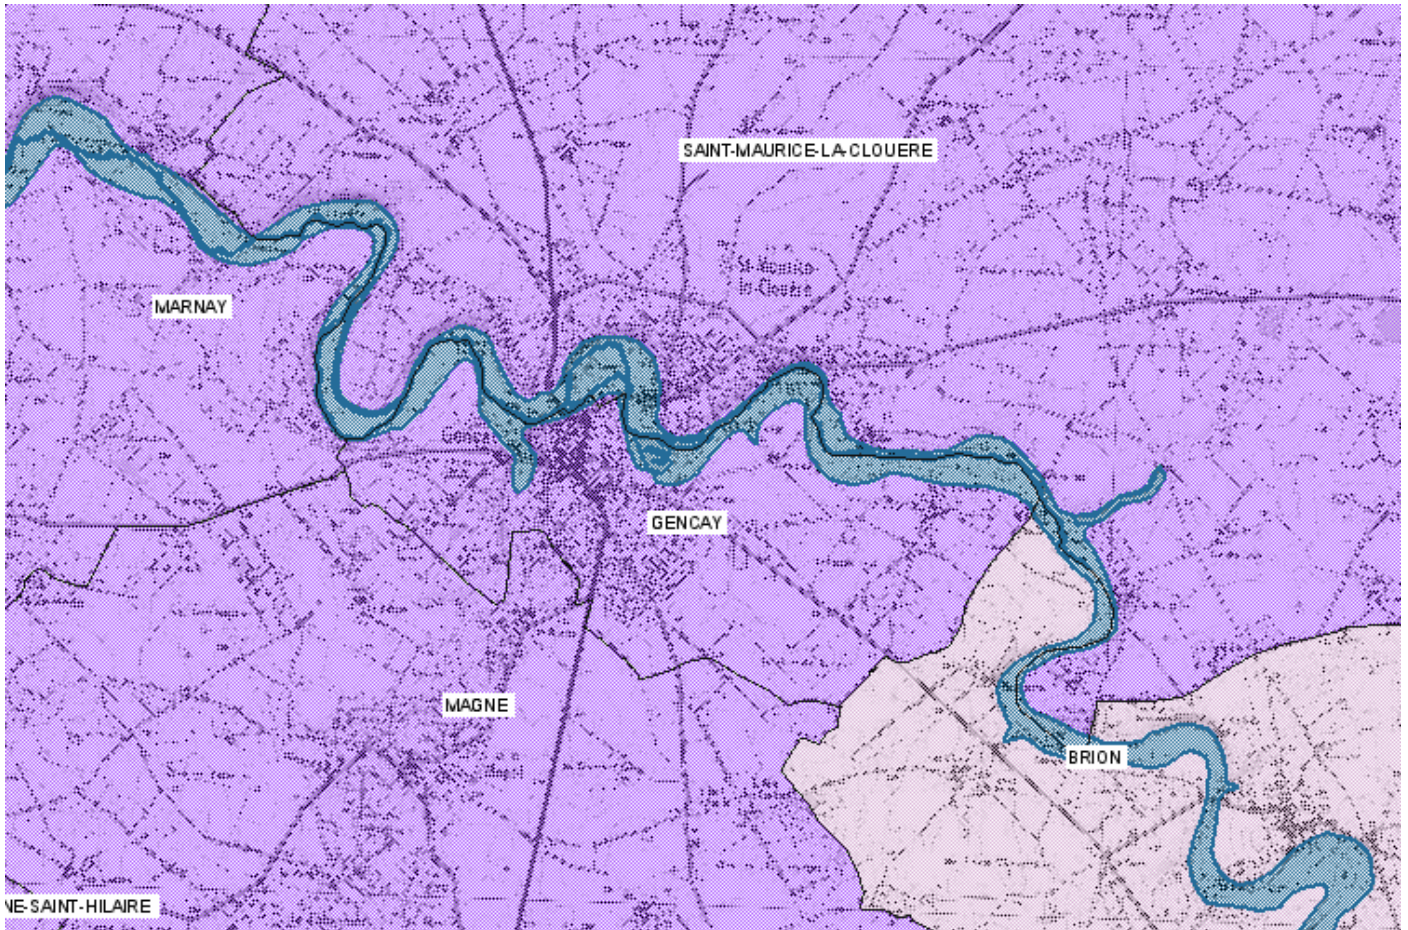 SAINT-MAURICE-LA-CLOUERE
MARNAY
GENCAY
MAGNE
BRION
NE-SAINT-HILAIRE